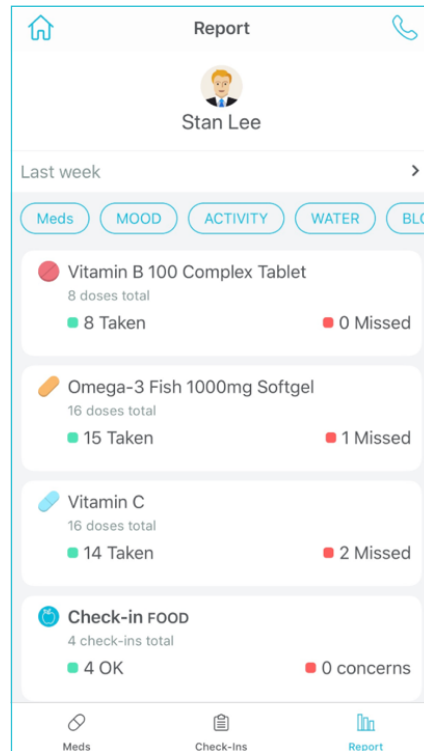 Report
Stan Lee
Last week
Meds MOOD ACTIVITY WATER BLO
Vitamin B 100 Complex Tablet
8 doses total
8 Taken 0 Missed
Omega-3 Fish 1000mg Softgel
16 doses total
15 Taken 1 Missed
Vitamin C
16 doses total
14 Taken 2 Missed
Check-in FOOD
4 check-ins total
4 OK 0 concerns
Meds Check-Ins Report